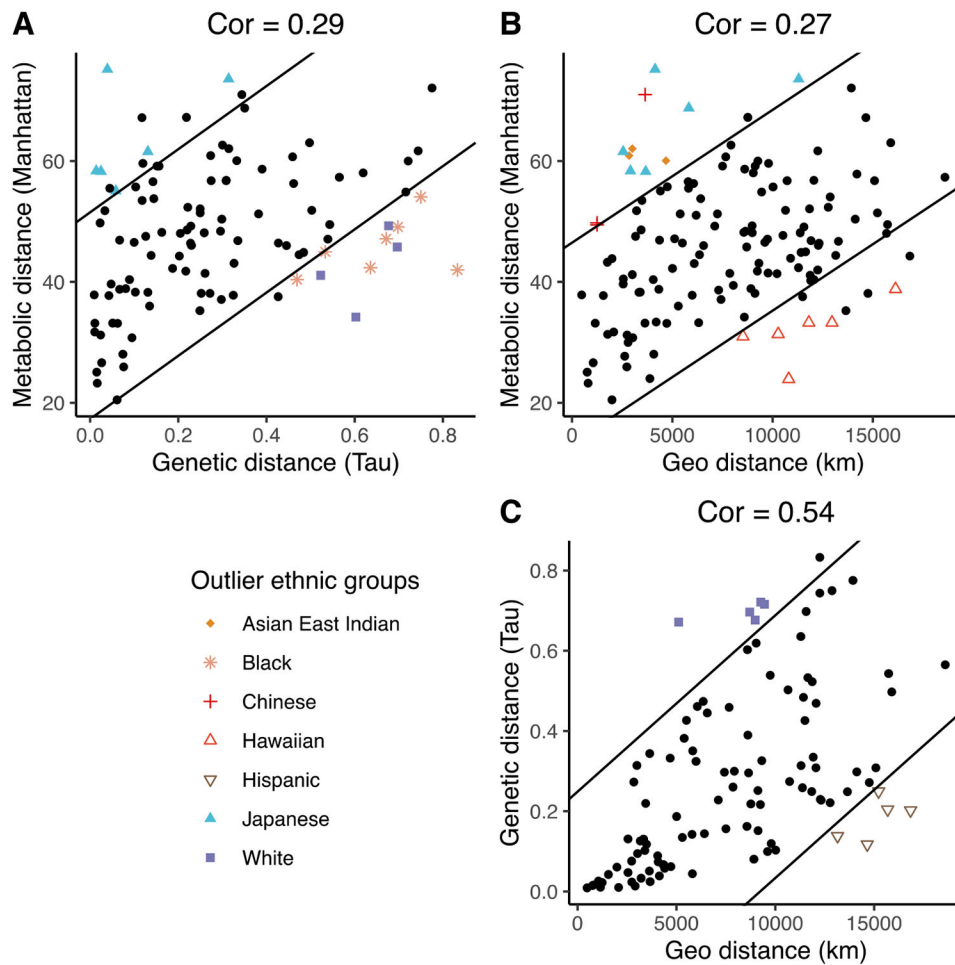 A
Cor = 0.29
Metabolic distance (Manhattan)
60
40
20
0.0 0.2 0.4 0.6 0.8
Genetic distance (Tau)
B
Cor = 0.27
Metabolic distance (Manhattan)
60
40
20
0 5000 10000 15000
Geo distance (km)
C
Cor = 0.54
Genetic distance (Tau)
0.8
0.6
0.4
0.2
0.0
0 5000 10000 15000
Geo distance (km)
Outlier ethnic groups
Asian East Indian
Black
Chinese
Hawaiian
Hispanic
Japanese
White